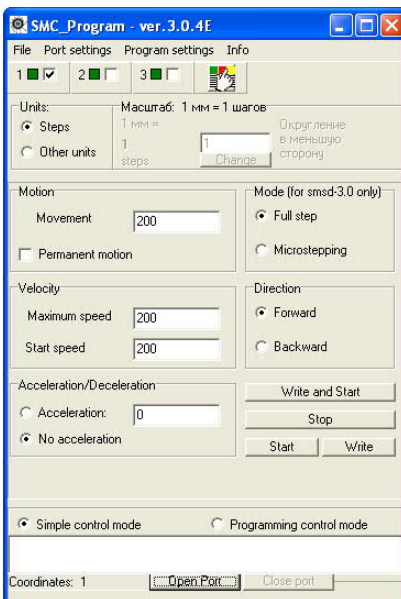 SMC_Program - ver.3.0.4E
File Port settings Program settings Info
1 2 3
Units:
Масштаб: 1 мм = 1 шагов
Steps
Other units
1 мм =
1
steps
1
Change
Округление
в меньшую
сторону
Motion
Movement 200
Permanent motion
Mode (for smsd-3.0 only)
Full step
Microstepping
Velocity
Maximum speed 200
Start speed 200
Direction
Forward
Backward
Acceleration/Deceleration
Acceleration: 0
No acceleration
Write and Start
Stop
Start Write
Simple control mode Programming control mode
Coordinates: 1 Open Port Close port